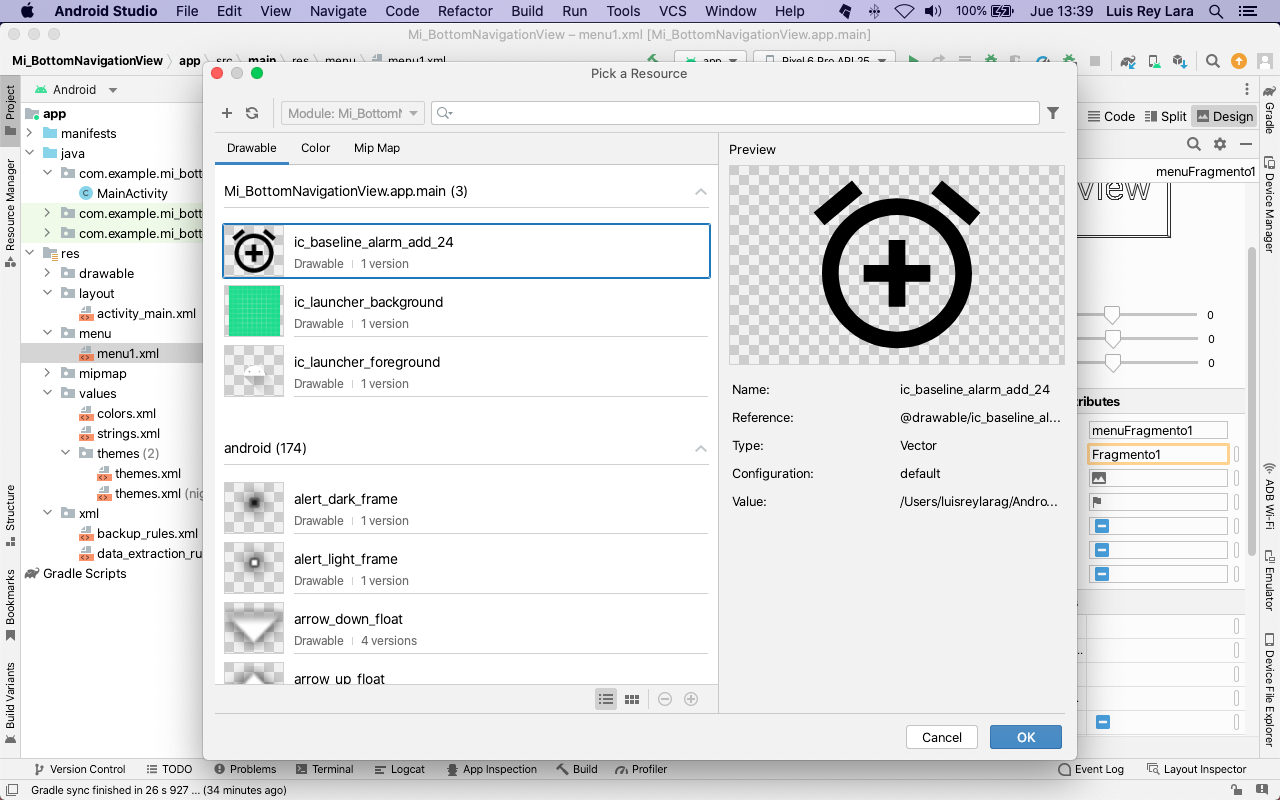 Android Studio File Edit View Navigate Code Refactor Build Run Tools VCS Window Help 100% Jue 13:39 Luis Rey Lara
Mi_BottomNavigationView – menu1.xml [Mi_BottomNavigationView.app.main]
Mi_BottomNavigationView app src main res menu menu1.xml app Pixel 6 Pro API 25
Pick a Resource
Project
Resource Manager
Structure
Bookmarks
Build Variants
Android
app
manifests
java
com.example.mi_bott
MainActivity
com.example.mi_bott
com.example.mi_bott
res
drawable
layout
activity_main.xml
menu
menu1.xml
mipmap
values
colors.xml
strings.xml
themes (2)
themes.xml
themes.xml (nig
xml
backup_rules.xml
data_extraction_ru
Gradle Scripts
Module: Mi_Bottom
Drawable Color Mip Map
Mi_BottomNavigationView.app.main (3)
ic_baseline_alarm_add_24
Drawable | 1 version
ic_launcher_background
Drawable | 1 version
ic_launcher_foreground
Drawable | 1 version
android (174)
alert_dark_frame
Drawable | 1 version
alert_light_frame
Drawable | 1 version
arrow_down_float
Drawable | 4 versions
arrow_up_float
Preview
Name: ic_baseline_alarm_add_24
Reference: @drawable/ic_baseline_al...
Type: Vector
Configuration: default
Value: /Users/luisreylarag/Andro...
Cancel OK
Code Split Design
menuFragmento1
View
0
0
0
tributes
menuFragmento1
Fragmento1
Gradle
Device Manager
ADB Wi-Fi
Emulator
Device File Explorer
Version Control TODO Problems Terminal Logcat App Inspection Build Profiler Event Log Layout Inspector
Gradle sync finished in 26 s 927 ... (34 minutes ago)